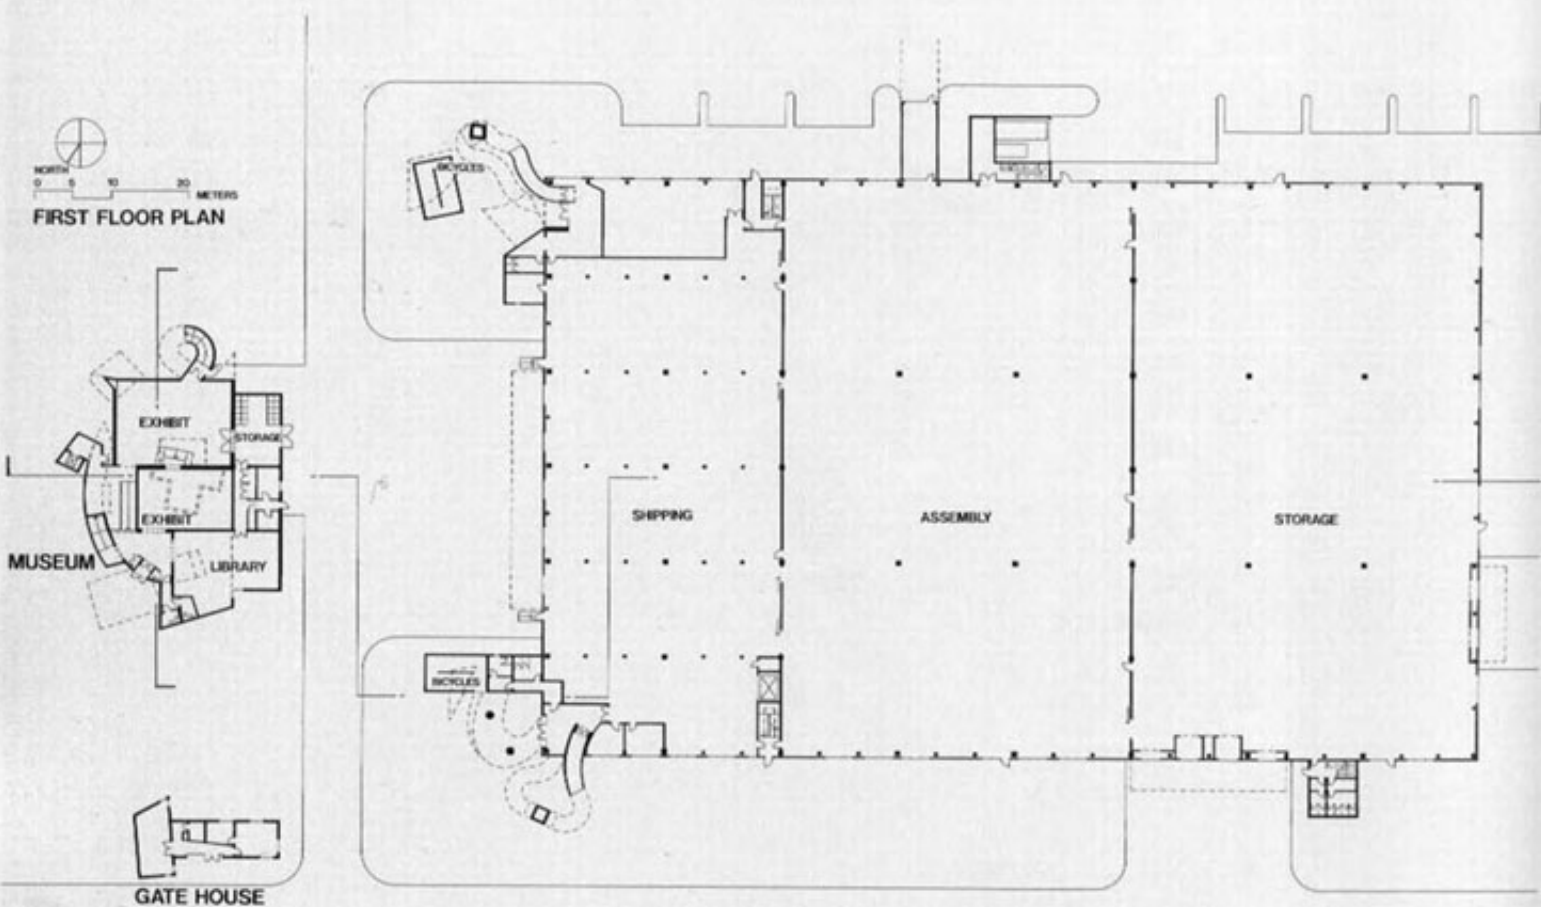 NORTH
0 5 10 20 METERS
FIRST FLOOR PLAN
BICYCLES
EXHIBIT
STORAGE
EXHIBIT
MUSEUM
LIBRARY
SHIPPING
ASSEMBLY
STORAGE
BICYCLES
GATE HOUSE